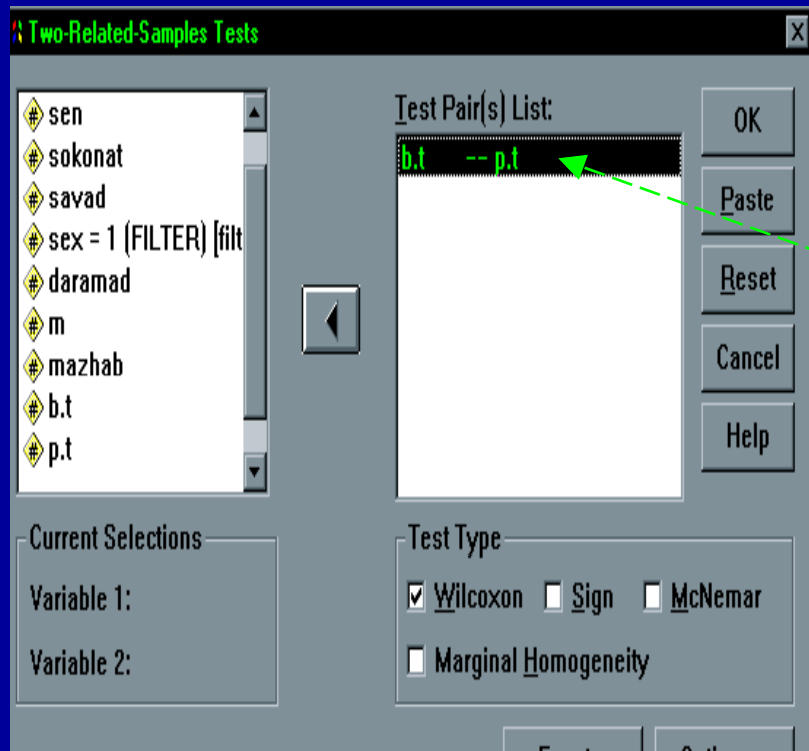 Two-Related-Samples Tests
sen
sokonat
savad
sex = 1 (FILTER) [filt
daramad
m
mazhab
b.t
p.t
Test Pair(s) List:
b.t -- p.t
OK
Paste
Reset
Cancel
Help
Current Selections
Variable 1:
Variable 2:
Test Type
Wilcoxon Sign McNemar
Marginal Homogeneity